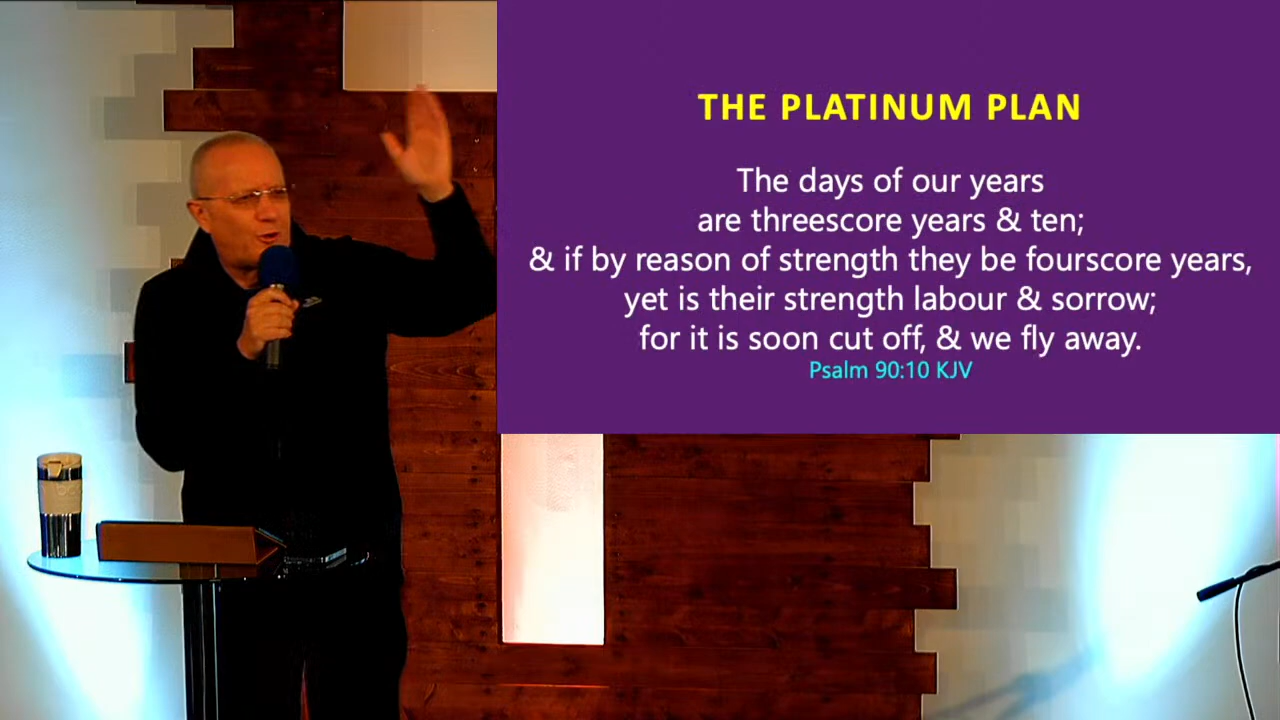 THE PLATINUM PLAN
The days of our years
are threescore years & ten;
& if by reason of strength they be fourscore years,
yet is their strength labour & sorrow;
for it is soon cut off, & we fly away.
Psalm 90:10 KJV